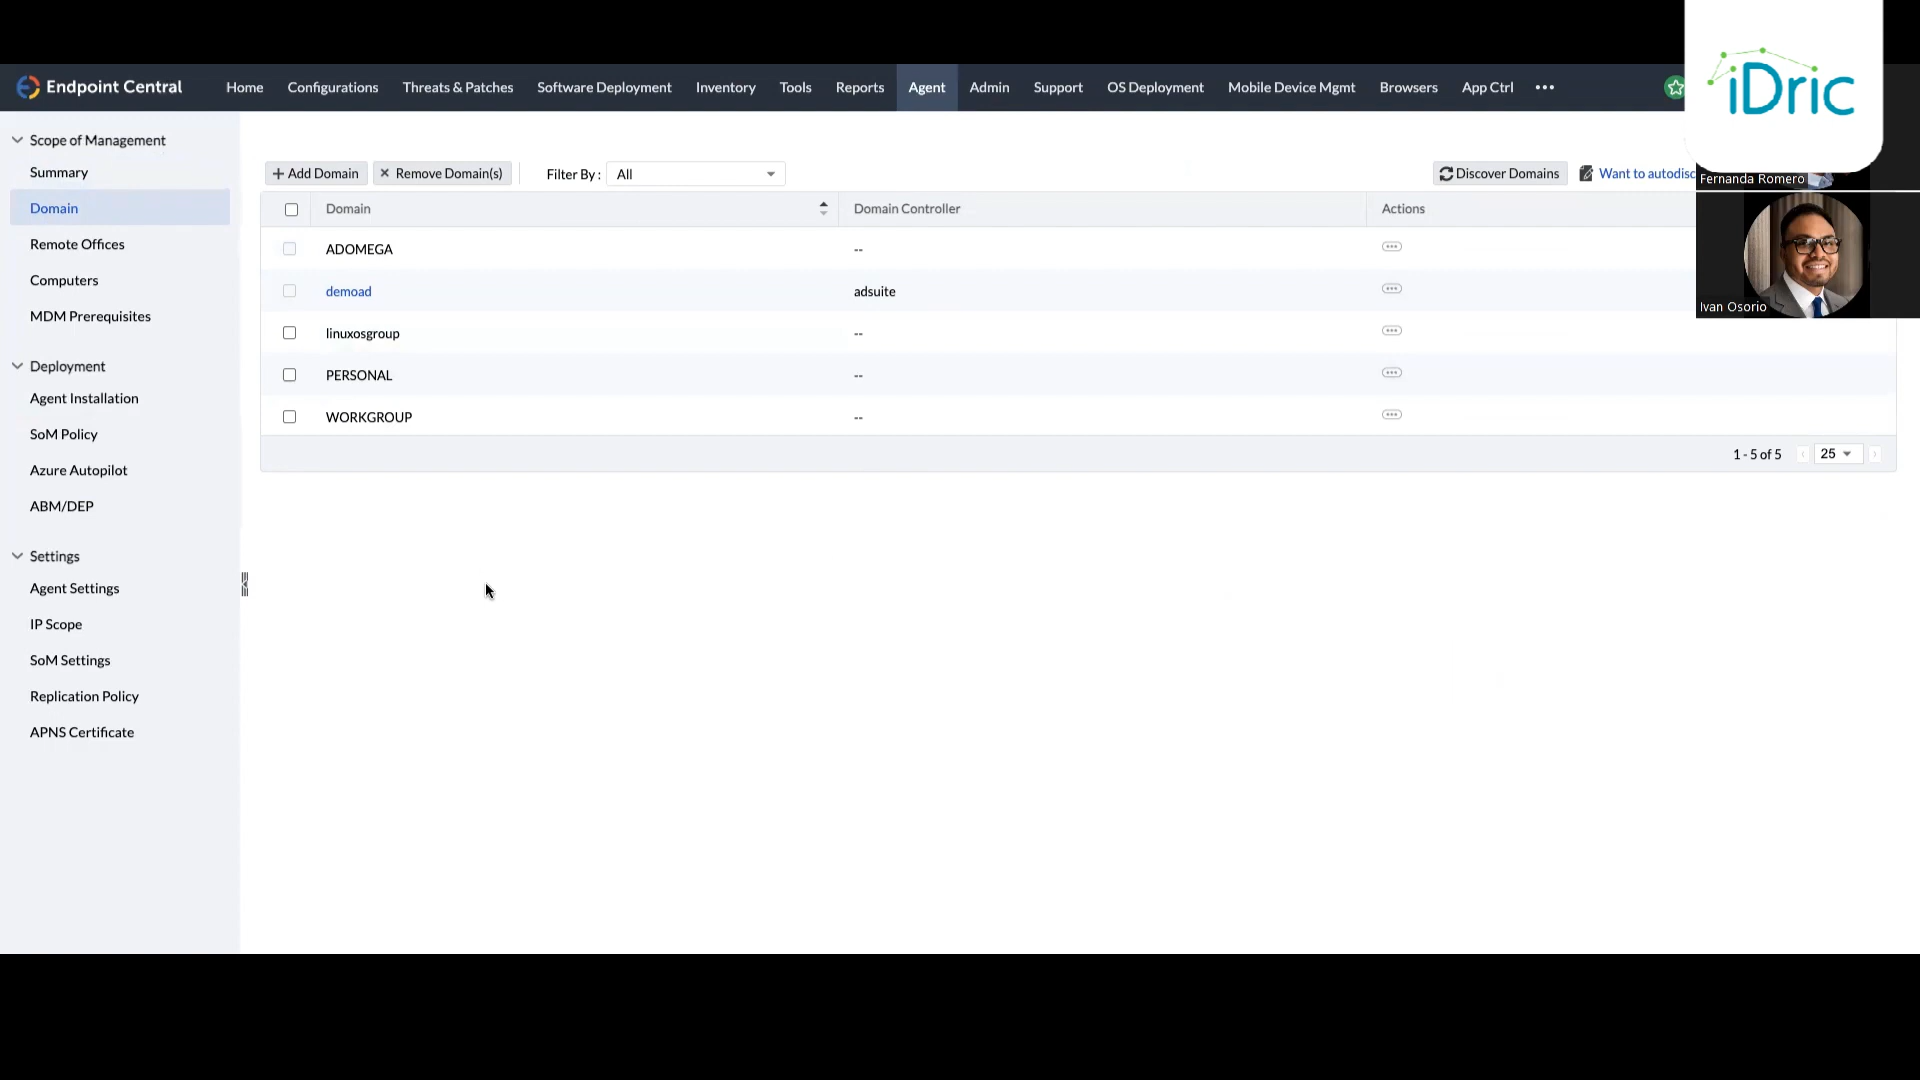 iDric
Endpoint Central
Home
Configurations
Threats & Patches
Software Deployment
Inventory
Tools
Reports
Agent
Admin
Support
OS Deployment
Mobile Device Mgmt
Browsers
App Ctrl
Scope of Management
Summary
Domain
Remote Offices
Computers
MDM Prerequisites
Deployment
Agent Installation
SoM Policy
Azure Autopilot
ABM/DEP
Settings
Agent Settings
IP Scope
SoM Settings
Replication Policy
APNS Certificate
+ Add Domain
× Remove Domain(s)
Filter By : All
Discover Domains
Want to autodisc
Fernanda Romero
Ivan Osorio
Domain Domain Controller Actions
ADOMEGA --
demoad adsuite
linuxosgroup --
PERSONAL --
WORKGROUP --
1 - 5 of 5 25